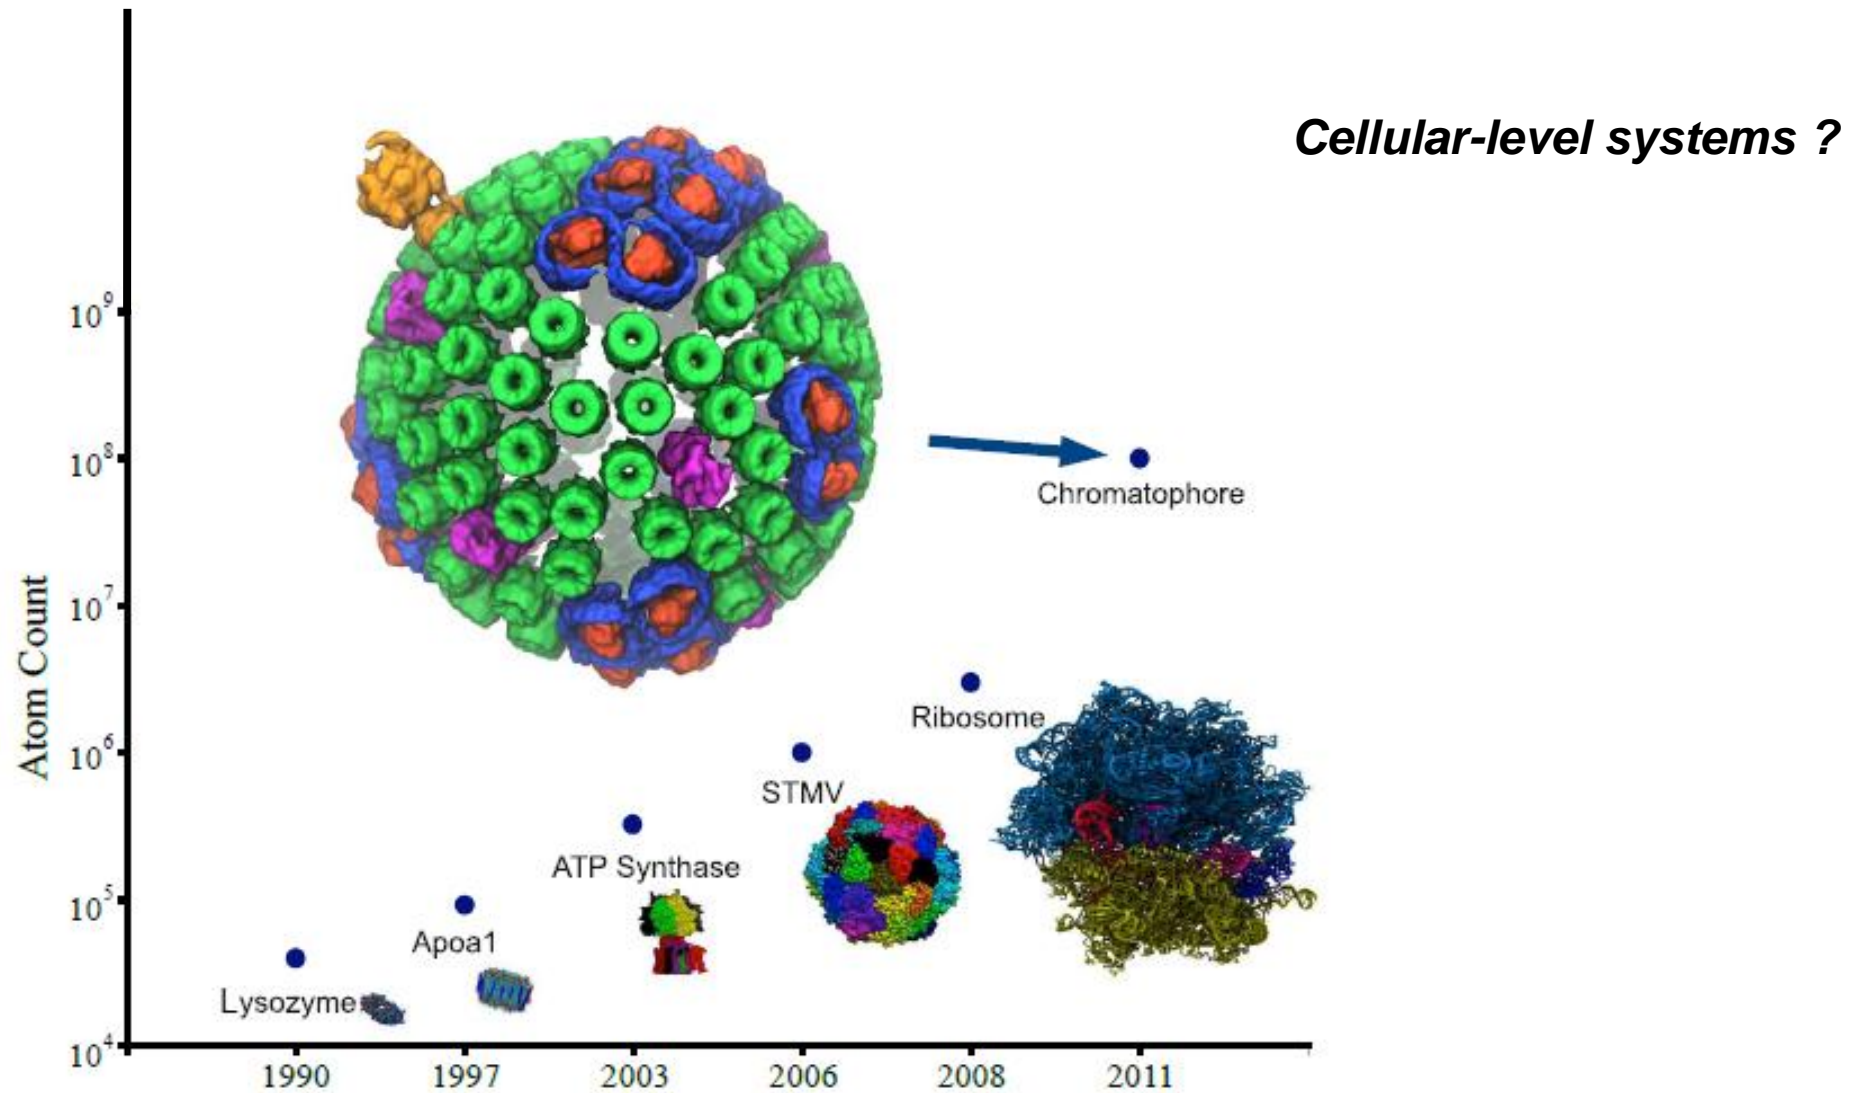 Cellular-level systems ?
10⁹
10⁸
Chromatophore
10⁷
Atom Count
Ribosome
10⁶
STMV
ATP Synthase
10⁵
Apoa1
Lysozyme
10⁴
1990 1997 2003 2006 2008 2011